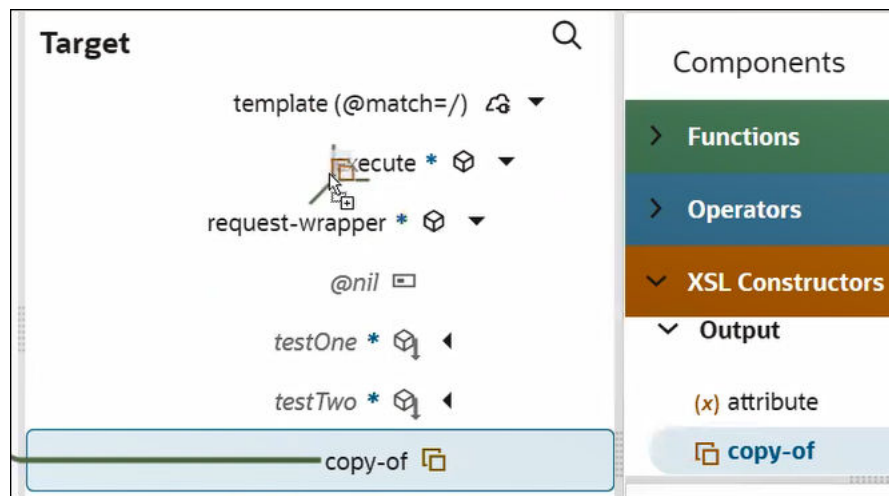 Target
template (@match=/)
xecute *
request-wrapper *
@nil
testOne *
testTwo *
copy-of
Components
Functions
Operators
XSL Constructors
Output
(x) attribute
copy-of